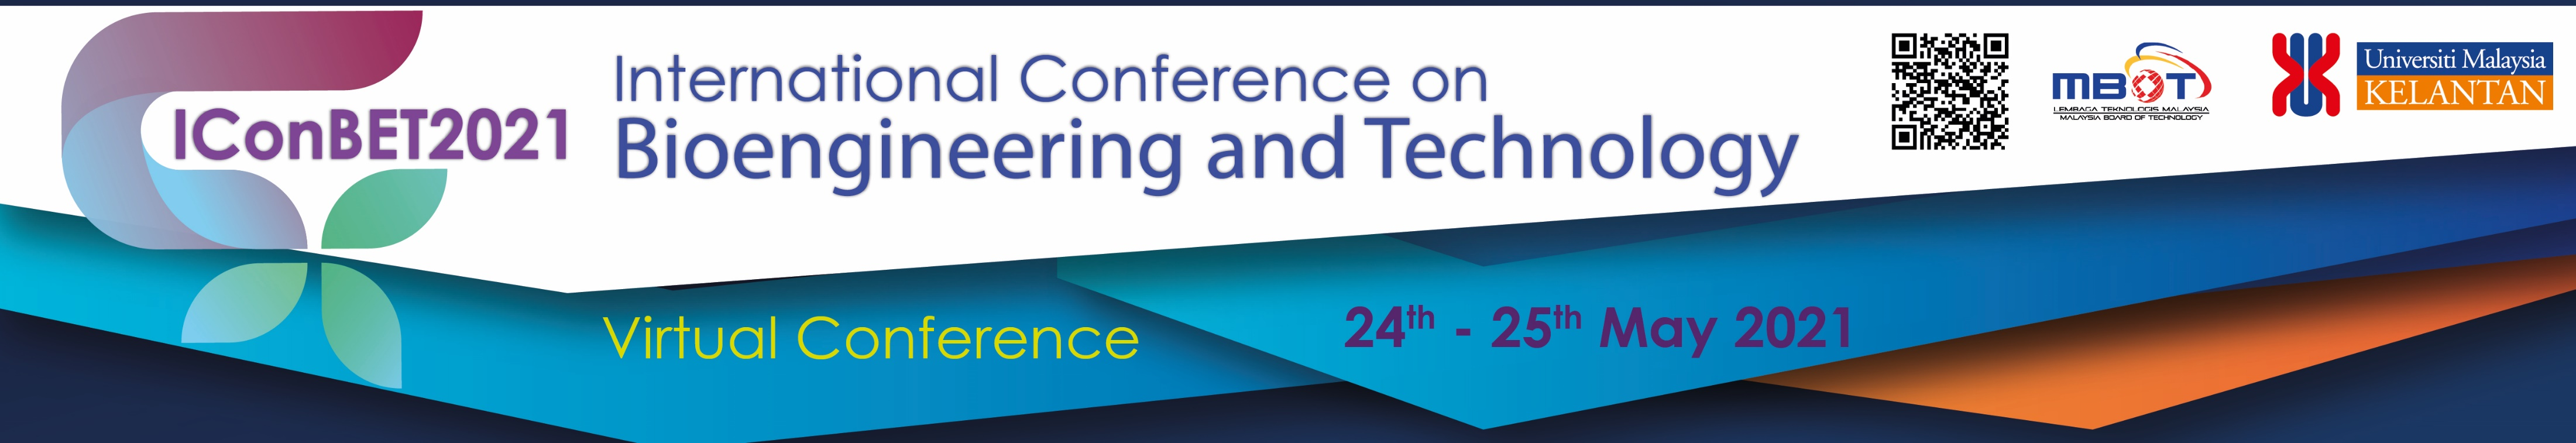 IConBET2021
International Conference on
Bioengineering and Technology
MBOT
LEMBAGA TEKNOLOGIS MALAYSIA
MALAYSIA BOARD OF TECHNOLOGY
Universiti Malaysia
KELANTAN
Virtual Conference
24th - 25th May 2021